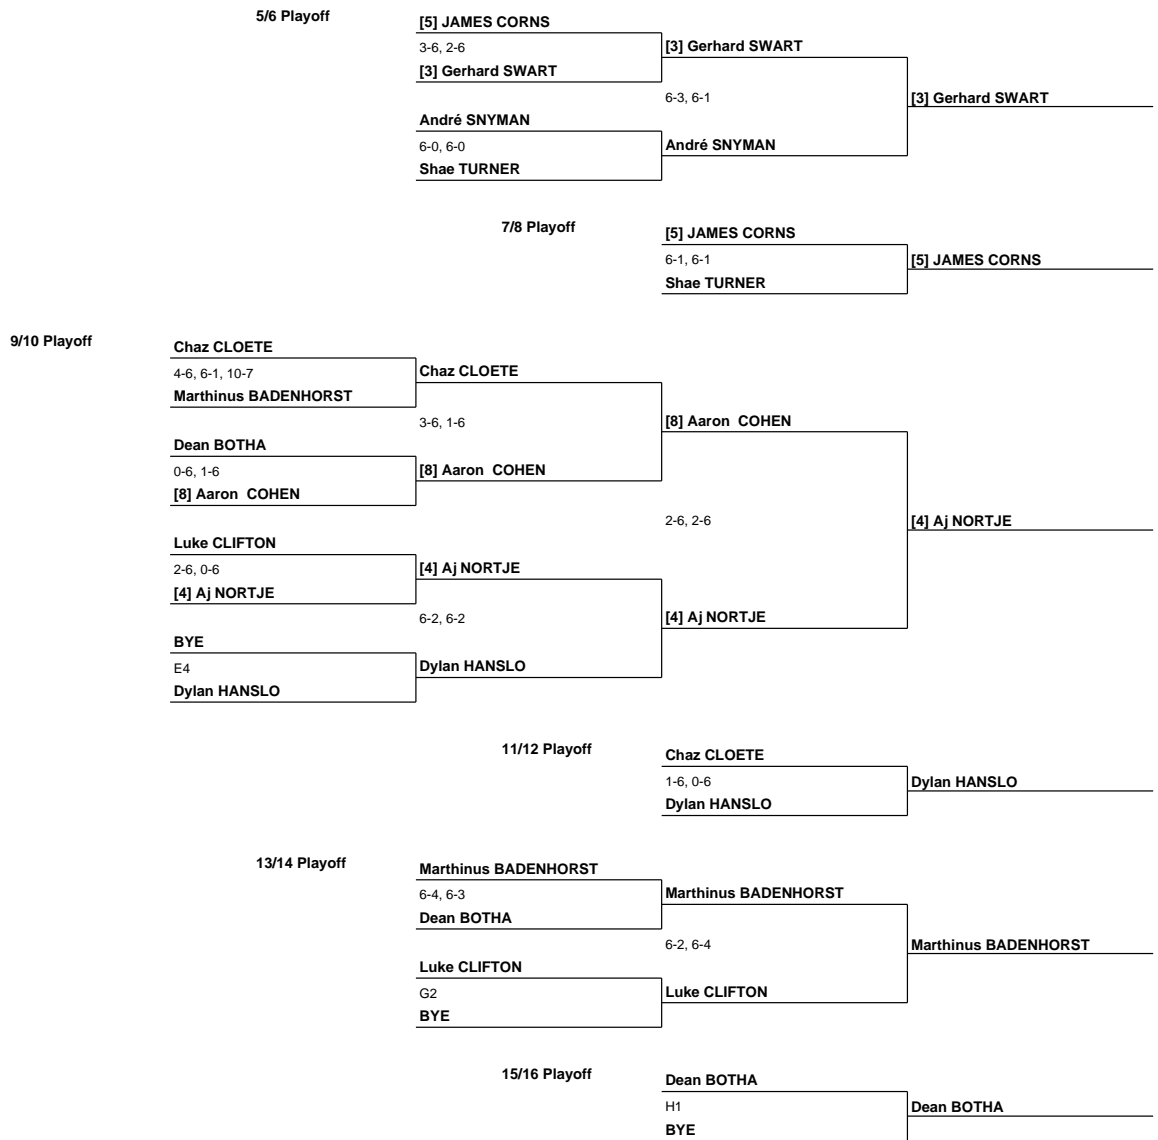 5/6 Playoff
[5] JAMES CORNS
3-6, 2-6
[3] Gerhard SWART
[3] Gerhard SWART
6-3, 6-1
[3] Gerhard SWART
André SNYMAN
6-0, 6-0
André SNYMAN
Shae TURNER
7/8 Playoff
[5] JAMES CORNS
6-1, 6-1
[5] JAMES CORNS
Shae TURNER
9/10 Playoff
Chaz CLOETE
4-6, 6-1, 10-7
Chaz CLOETE
Marthinus BADENHORST
3-6, 1-6
[8] Aaron  COHEN
Dean BOTHA
0-6, 1-6
[8] Aaron  COHEN
[8] Aaron  COHEN
2-6, 2-6
[4] Aj NORTJE
Luke CLIFTON
2-6, 0-6
[4] Aj NORTJE
[4] Aj NORTJE
6-2, 6-2
[4] Aj NORTJE
BYE
E4
Dylan HANSLO
Dylan HANSLO
11/12 Playoff
Chaz CLOETE
1-6, 0-6
Dylan HANSLO
Dylan HANSLO
13/14 Playoff
Marthinus BADENHORST
6-4, 6-3
Marthinus BADENHORST
Dean BOTHA
6-2, 6-4
Marthinus BADENHORST
Luke CLIFTON
G2
Luke CLIFTON
BYE
15/16 Playoff
Dean BOTHA
H1
Dean BOTHA
BYE